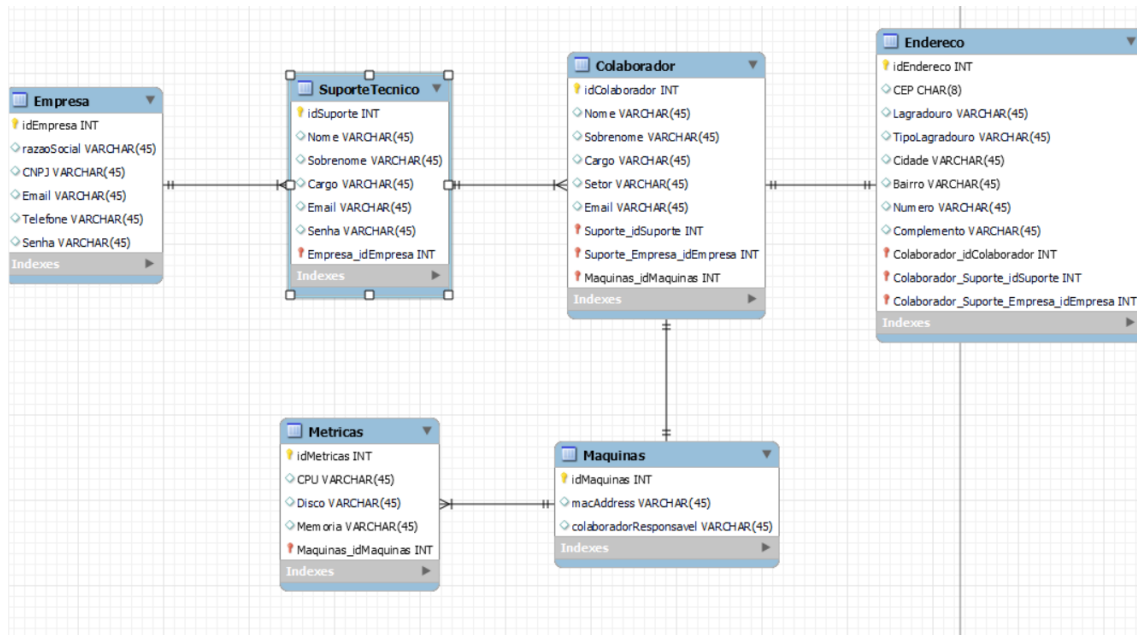 Empresa
idEmpresa INT
razaoSocial VARCHAR(45)
CNPJ VARCHAR(45)
Email VARCHAR(45)
Telefone VARCHAR(45)
Senha VARCHAR(45)
Indexes
SuporteTecnico
idSuporte INT
Nome VARCHAR(45)
Sobrenome VARCHAR(45)
Cargo VARCHAR(45)
Email VARCHAR(45)
Senha VARCHAR(45)
Empresa_idEmpresa INT
Indexes
Colaborador
idColaborador INT
Nome VARCHAR(45)
Sobrenome VARCHAR(45)
Cargo VARCHAR(45)
Setor VARCHAR(45)
Email VARCHAR(45)
Suporte_idSuporte INT
Suporte_Empresa_idEmpresa INT
Maquinas_idMaquinas INT
Indexes
Endereco
idEndereco INT
CEP CHAR(8)
Lagradouro VARCHAR(45)
TipoLagradouro VARCHAR(45)
Cidade VARCHAR(45)
Bairro VARCHAR(45)
Numero VARCHAR(45)
Complemento VARCHAR(45)
Colaborador_idColaborador INT
Colaborador_Suporte_idSuporte INT
Colaborador_Suporte_Empresa_idEmpresa INT
Indexes
Metricas
idMetricas INT
CPU VARCHAR(45)
Disco VARCHAR(45)
Memoria VARCHAR(45)
Maquinas_idMaquinas INT
Indexes
Maquinas
idMaquinas INT
macAddress VARCHAR(45)
colaboradorResponsavel VARCHAR(45)
Indexes